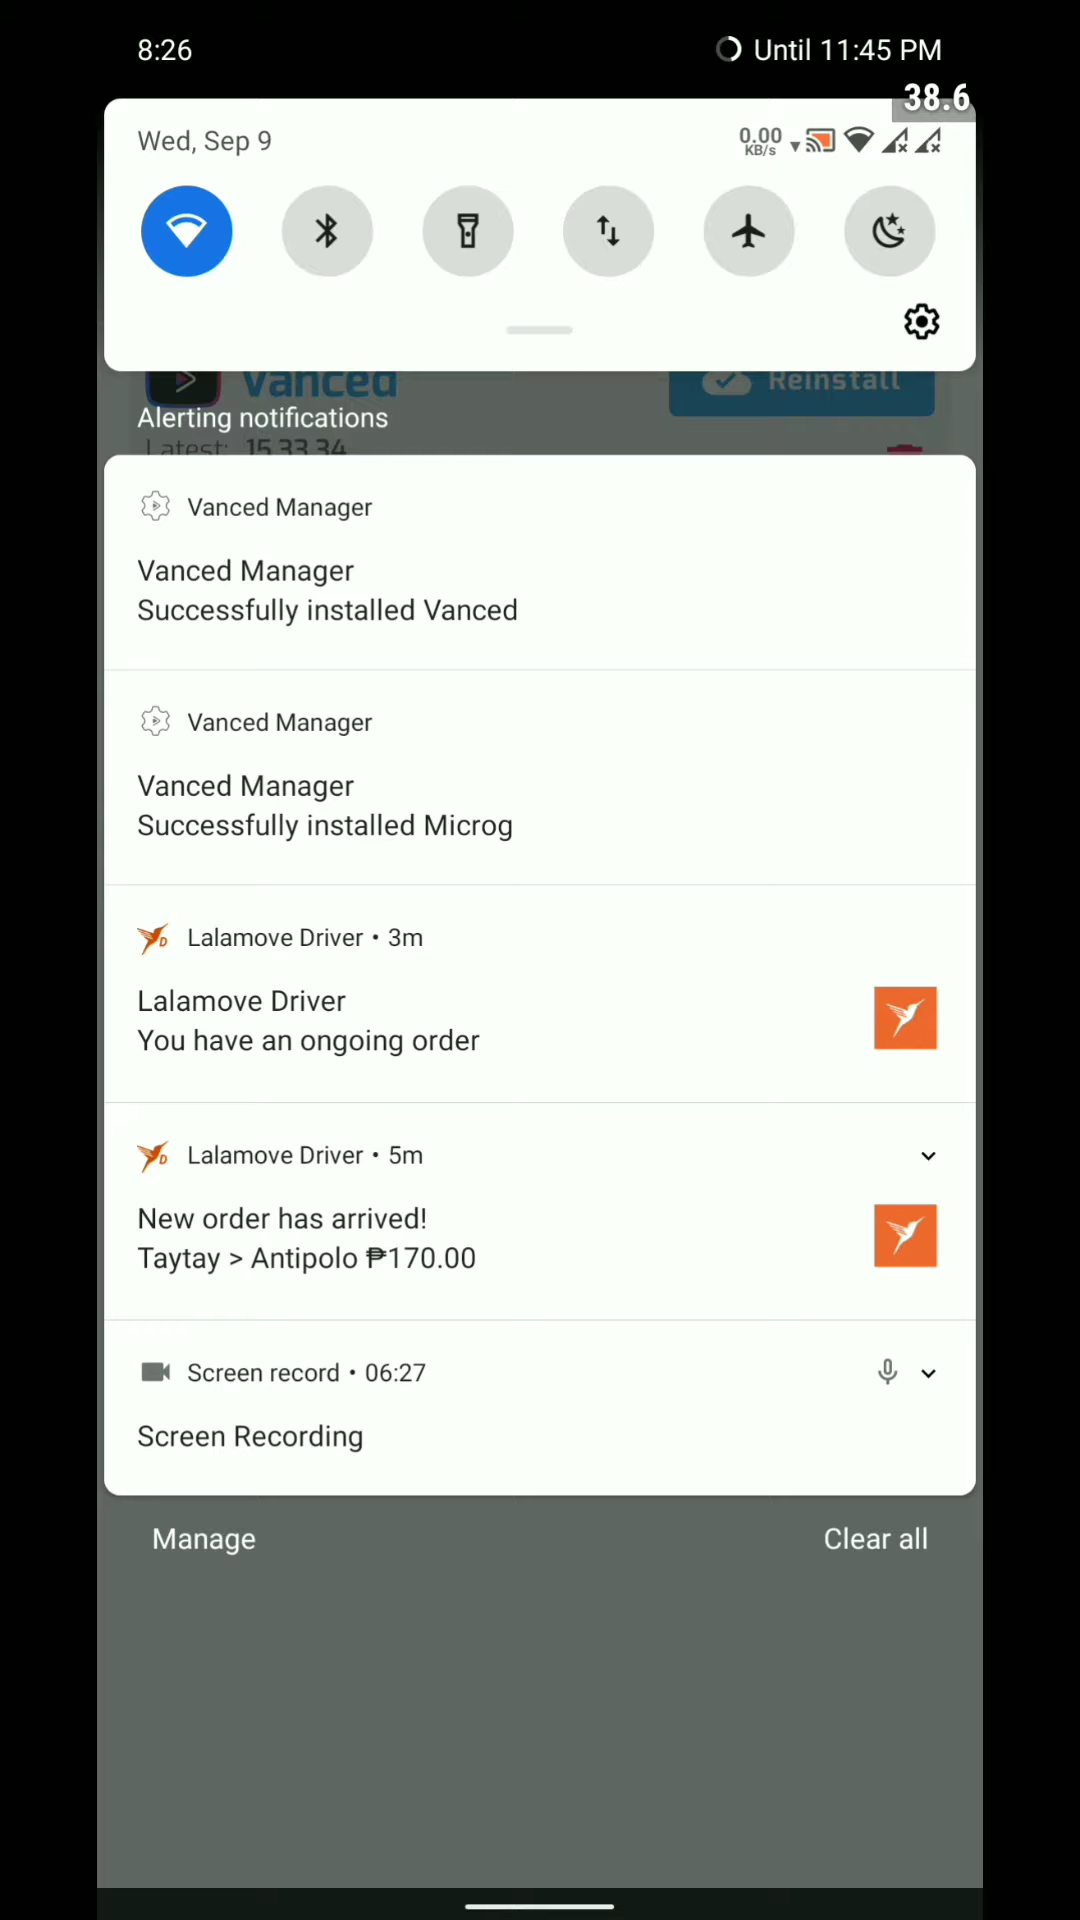 8:26
Until 11:45 PM
38.6
Wed, Sep 9
0.00
KB/s
Vanced
Reinstall
Alerting notifications
Latest: 15.33.34
Vanced Manager
Vanced Manager
Successfully installed Vanced
Vanced Manager
Vanced Manager
Successfully installed Microg
Lalamove Driver • 3m
Lalamove Driver
You have an ongoing order
Lalamove Driver • 5m
New order has arrived!
Taytay > Antipolo ₱170.00
Screen record • 06:27
Screen Recording
Manage
Clear all